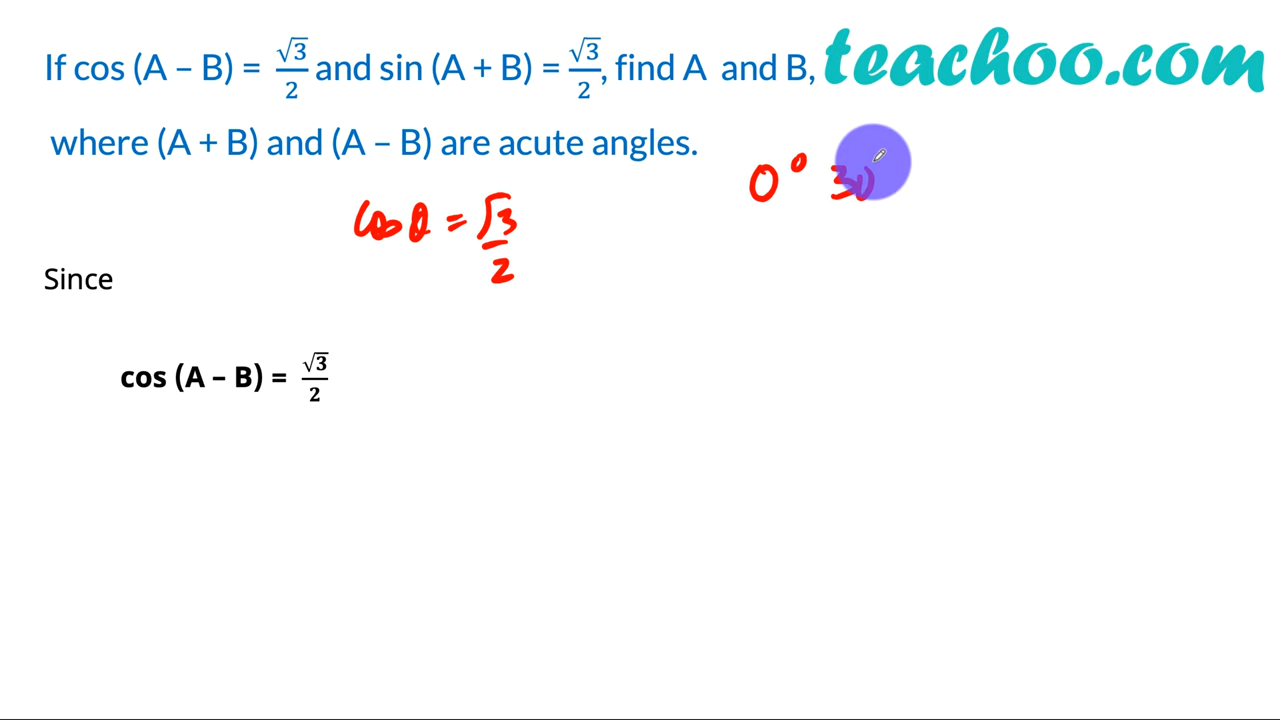 If cos (A – B) = √3/2 and sin (A + B) = √3/2, find A and B,
teachoo.com
where (A + B) and (A – B) are acute angles.
0° 30
cos θ = √3/2
Since
cos (A – B) = √3/2